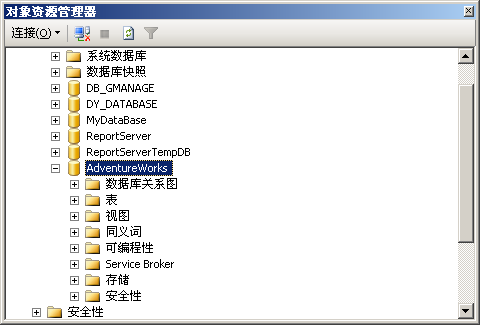 对象资源管理器
连接(O)
系统数据库
数据库快照
DB_GMANAGE
DY_DATABASE
MyDataBase
ReportServer
ReportServerTempDB
AdventureWorks
数据库关系图
表
视图
同义词
可编程性
Service Broker
存储
安全性
安全性